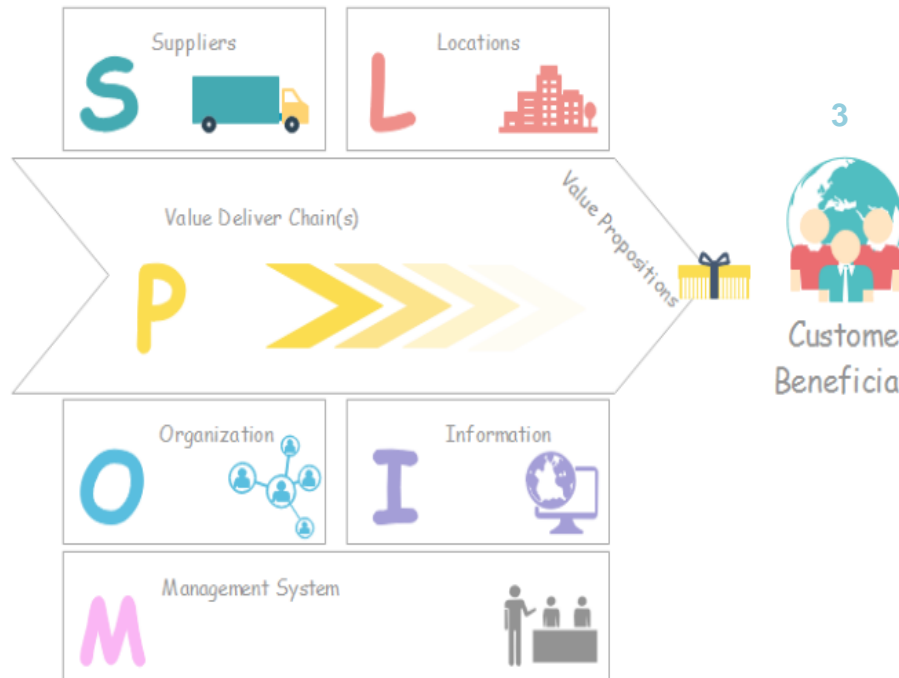 Suppliers
S
Locations
L
3
Value Deliver Chain(s)
P
Value Propositions
Custome
Beneficia
Organization
O
Information
I
Management System
M